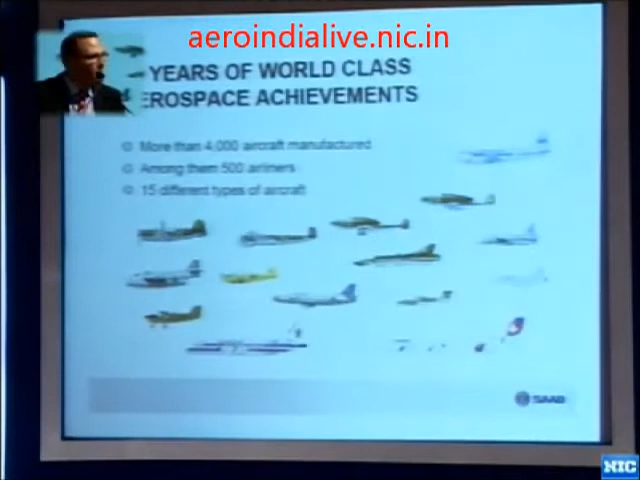 aeroindialive.nic.in
YEARS OF WORLD CLASS
EROSPACE ACHIEVEMENTS
More than 4,000 aircraft manufactured
Among them 500 airliners
15 different types of aircraft
SAAB
NIC